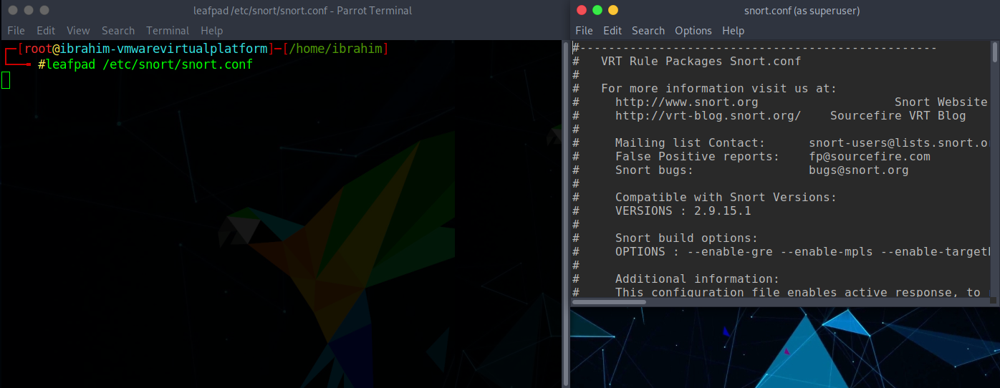 leafpad /etc/snort/snort.conf - Parrot Terminal
File Edit View Search Terminal Help
[root@ibrahim-vmwarevirtualplatform]-[/home/ibrahim]
#leafpad /etc/snort/snort.conf
snort.conf (as superuser)
File Edit Search Options Help
#--------------------------------------------------
# VRT Rule Packages Snort.conf
#
# For more information visit us at:
# http://www.snort.org Snort Website
# http://vrt-blog.snort.org/ Sourcefire VRT Blog
#
# Mailing list Contact: snort-users@lists.snort.o
# False Positive reports: fp@sourcefire.com
# Snort bugs: bugs@snort.org
#
# Compatible with Snort Versions:
# VERSIONS : 2.9.15.1
#
# Snort build options:
# OPTIONS : --enable-gre --enable-mpls --enable-target
#
# Additional information:
# This configuration file enables active response, to